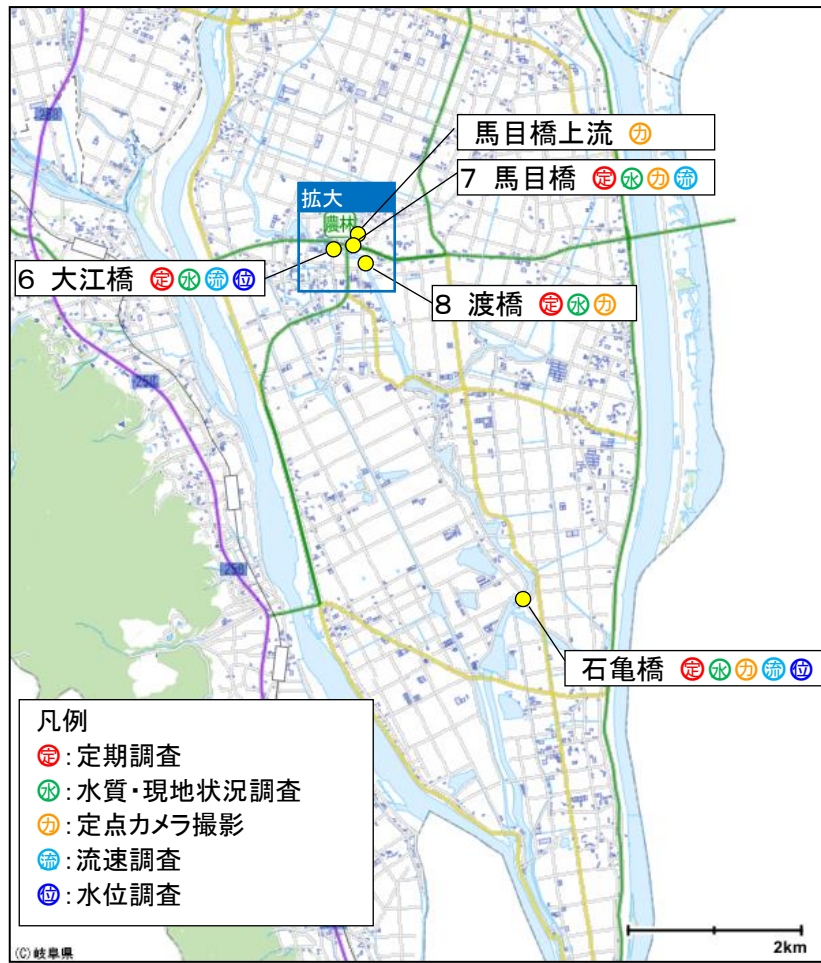 258
馬目橋上流 カ
7 馬目橋 定 水 カ 流
拡大
農林
6 大江橋 定 水 流 位
8 渡橋 定 水 カ
258
258
石亀橋 定 水 カ 流 位
凡例
定:定期調査
水:水質・現地状況調査
カ:定点カメラ撮影
流:流速調査
位:水位調査
(C)岐阜県
2km